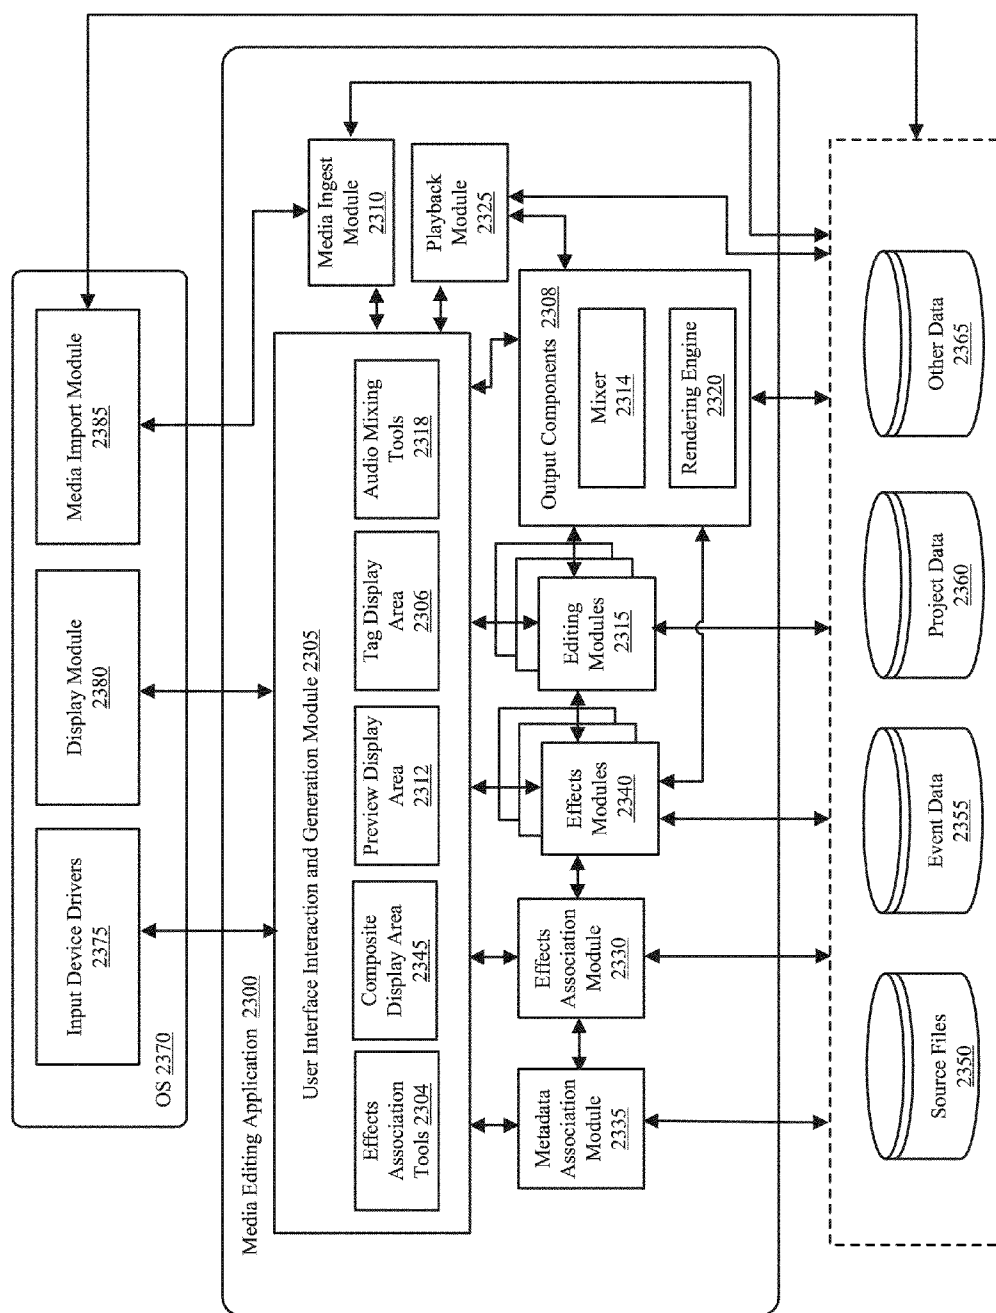 Input Device Drivers
2375
Display Module
2380
Media Import Module
2385
OS 2370
Media Editing Application 2300
User Interface Interaction and Generation Module 2305
Effects
Association
Tools 2304
Composite
Display Area
2345
Preview Display
Area
2312
Tag Display
Area
2306
Audio Mixing
Tools
2318
Media Ingest
Module
2310
Playback
Module
2325
Metadata
Association
Module
2335
Effects
Association
Module
2330
Effects
Modules
2340
Editing
Modules
2315
Output Components 2308
Mixer
2314
Rendering Engine
2320
Source Files
2350
Event Data
2355
Project Data
2360
Other Data
2365